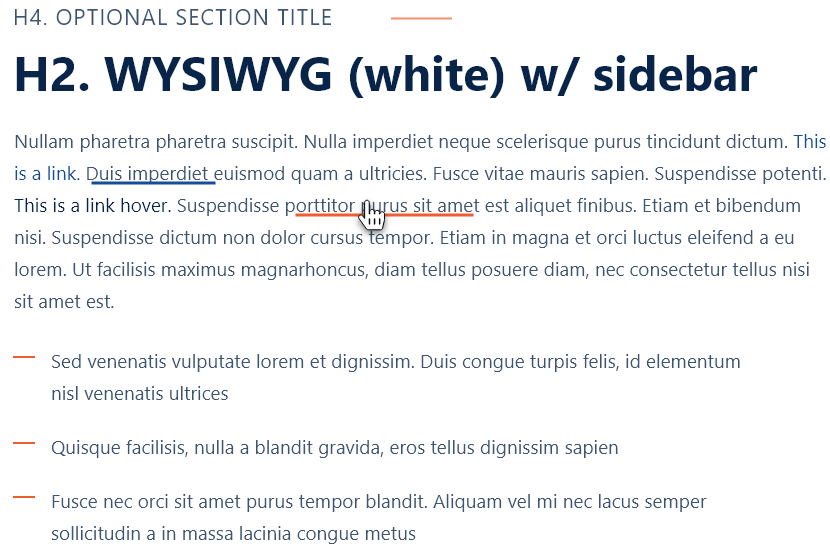 H4. OPTIONAL SECTION TITLE
H2. WYSIWYG (white) w/ sidebar
Nullam pharetra pharetra suscipit. Nulla imperdiet neque scelerisque purus tincidunt dictum. This
is a link. Duis imperdiet euismod quam a ultricies. Fusce vitae mauris sapien. Suspendisse potenti.
This is a link hover. Suspendisse porttitor purus sit amet est aliquet finibus. Etiam et bibendum
nisi. Suspendisse dictum non dolor cursus tempor. Etiam in magna et orci luctus eleifend a eu
lorem. Ut facilisis maximus magnarhoncus, diam tellus posuere diam, nec consectetur tellus nisi
sit amet est.
Sed venenatis vulputate lorem et dignissim. Duis congue turpis felis, id elementum
nisl venenatis ultrices
Quisque facilisis, nulla a blandit gravida, eros tellus dignissim sapien
Fusce nec orci sit amet purus tempor blandit. Aliquam vel mi nec lacus semper
sollicitudin a in massa lacinia congue metus